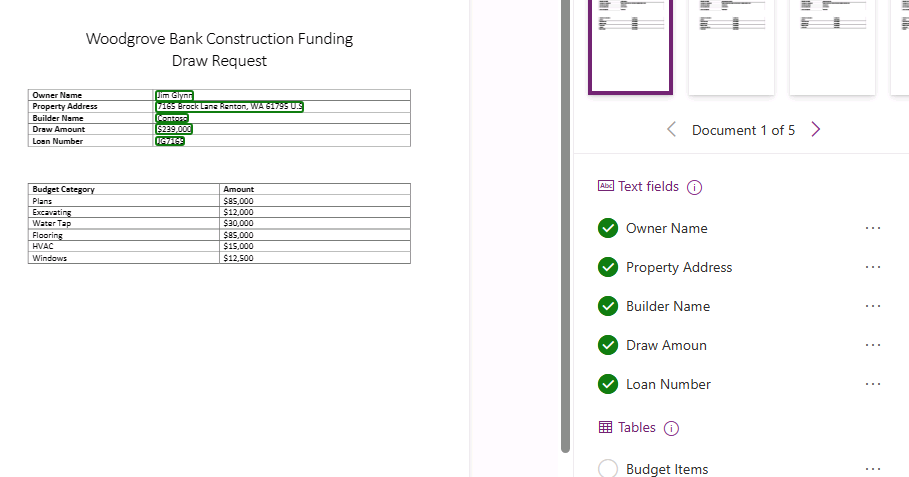 Woodgrove Bank Construction Funding
Draw Request
Owner Name Jim Glynn
Property Address 7165 Brock Lane Renton, WA 61795 U.S
Builder Name Contoso
Draw Amount $239,000
Loan Number JG7165
Budget Category Amount
Plans $85,000
Excavating $12,000
Water Tap $30,000
Flooring $85,000
HVAC $15,000
Windows $12,500
Document 1 of 5
Abc Text fields
Owner Name
Property Address
Builder Name
Draw Amoun
Loan Number
Tables
Budget Items